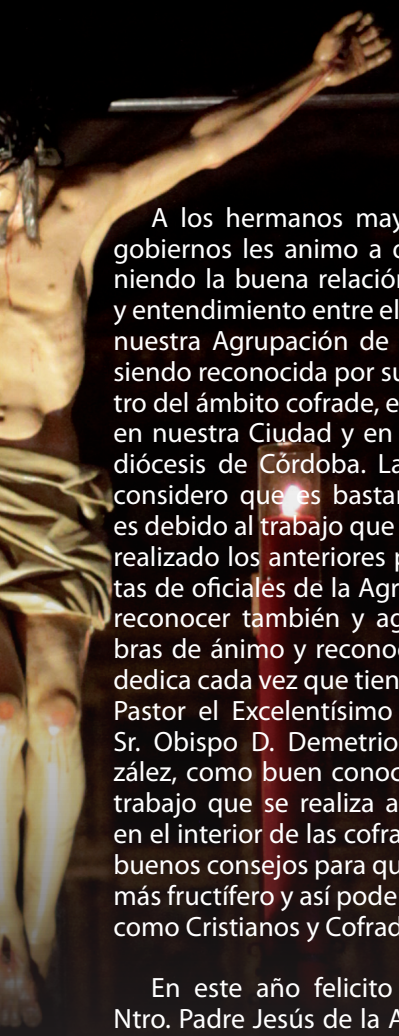 A los hermanos may
gobiernos les animo a c
niendo la buena relación
y entendimiento entre el
nuestra Agrupación de
siendo reconocida por su
tro del ámbito cofrade, e
en nuestra Ciudad y en
diócesis de Córdoba. La
considero que es bastan
es debido al trabajo que
realizado los anteriores p
tas de oficiales de la Agr
reconocer también y ag
bras de ánimo y reconoc
dedica cada vez que tien
Pastor el Excelentísimo
Sr. Obispo D. Demetrio
zález, como buen conoc
trabajo que se realiza a
en el interior de las cofra
buenos consejos para qu
más fructífero y así pode
como Cristianos y Cofrad
En este año felicito
Ntro. Padre Jesús de la A